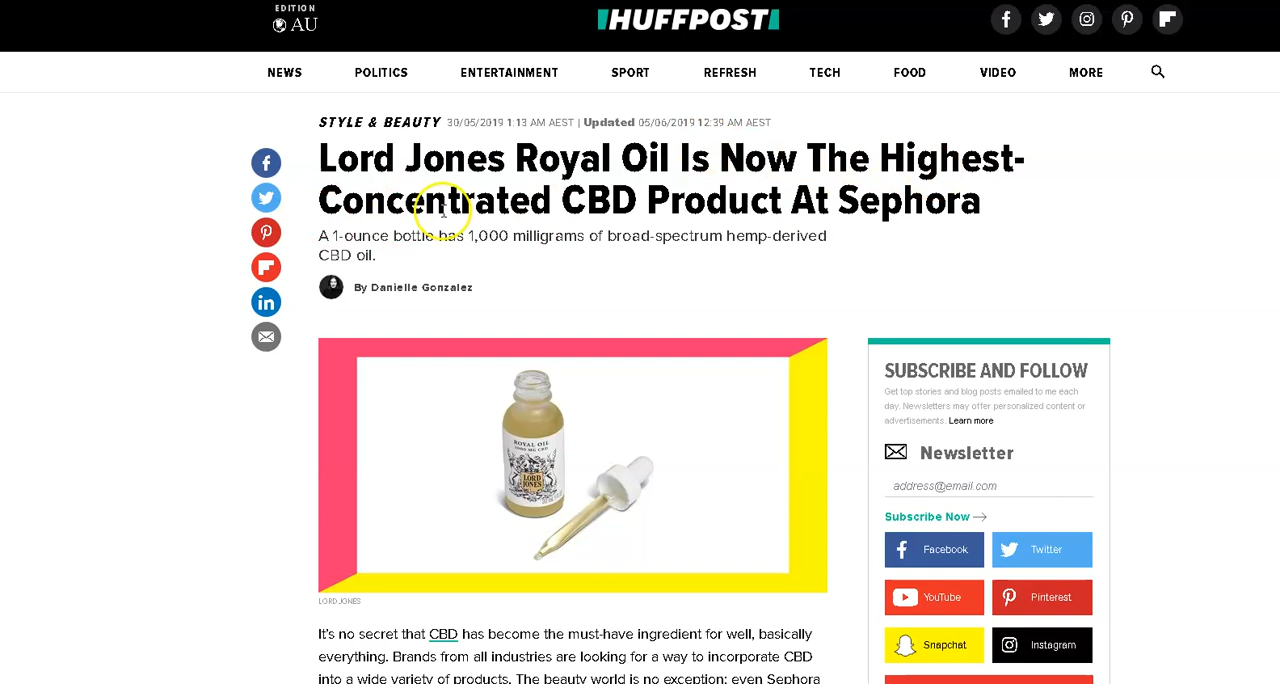 EDITION
AU
HUFFPOST
NEWS POLITICS ENTERTAINMENT SPORT REFRESH TECH FOOD VIDEO MORE
STYLE & BEAUTY 30/05/2019 1:13 AM AEST | Updated 05/06/2019 12:39 AM AEST
Lord Jones Royal Oil Is Now The Highest-
Concentrated CBD Product At Sephora
A 1-ounce bottle has 1,000 milligrams of broad-spectrum hemp-derived
CBD oil.
By Danielle Gonzalez
ROYAL OIL
1000 MG CBD
LORD
JONES
LORD JONES
It's no secret that CBD has become the must-have ingredient for well, basically
everything. Brands from all industries are looking for a way to incorporate CBD
into a wide variety of products. The beauty world is no exception; even Sephora
SUBSCRIBE AND FOLLOW
Get top stories and blog posts emailed to me each
day. Newsletters may offer personalized content or
advertisements. Learn more
Newsletter
address@email.com
Subscribe Now
Facebook Twitter
YouTube Pinterest
Snapchat Instagram